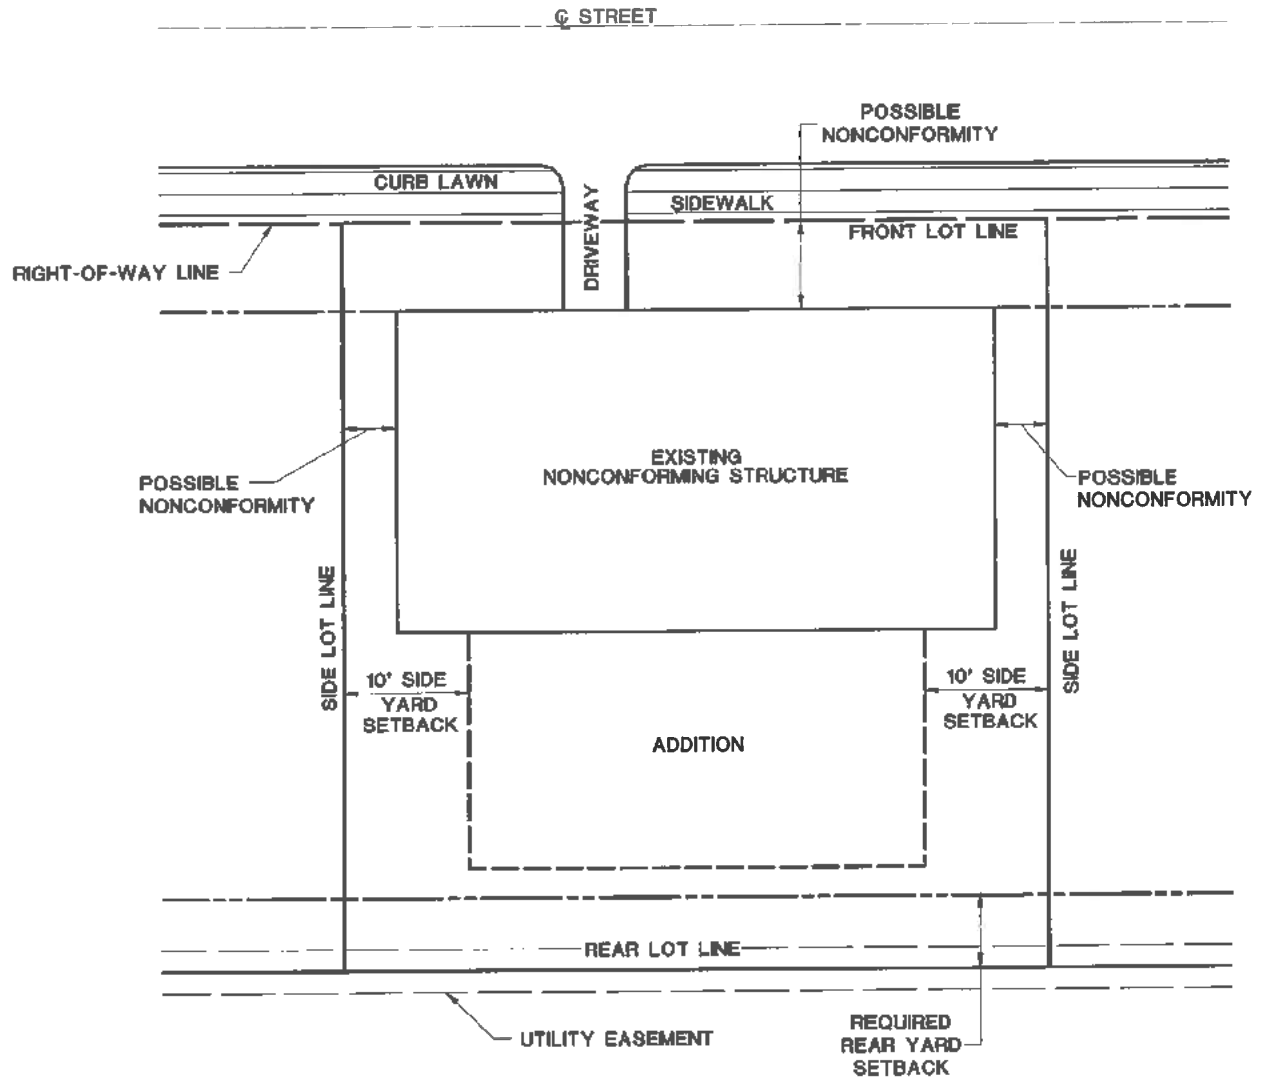 ℄ STREET
POSSIBLE
NONCONFORMITY
CURB LAWN
DRIVEWAY
SIDEWALK
FRONT LOT LINE
RIGHT-OF-WAY LINE
EXISTING
NONCONFORMING STRUCTURE
POSSIBLE
NONCONFORMITY
POSSIBLE
NONCONFORMITY
SIDE LOT LINE
SIDE LOT LINE
10' SIDE
YARD
SETBACK
10' SIDE
YARD
SETBACK
ADDITION
REAR LOT LINE
UTILITY EASEMENT
REQUIRED
REAR YARD
SETBACK